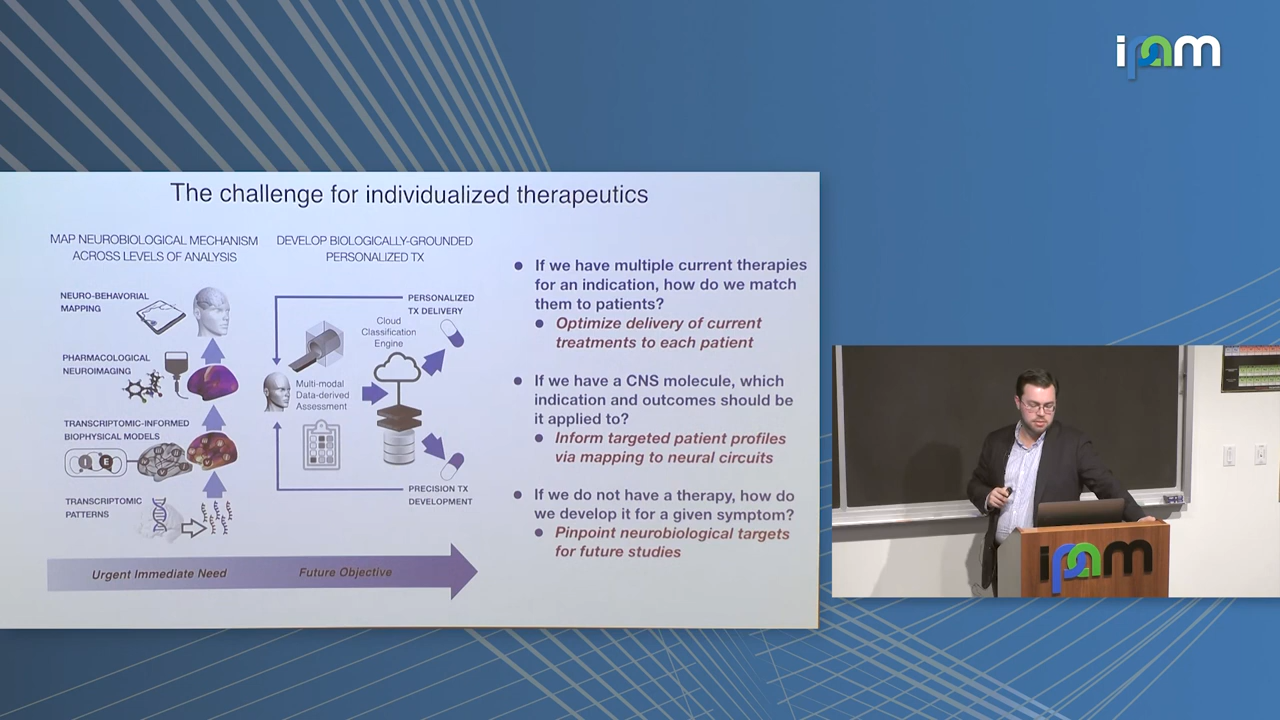 ipam
The challenge for individualized therapeutics
MAP NEUROBIOLOGICAL MECHANISM
ACROSS LEVELS OF ANALYSIS
NEURO-BEHAVORIAL
MAPPING
PHARMACOLOGICAL
NEUROIMAGING
TRANSCRIPTOMIC-INFORMED
BIOPHYSICAL MODELS
I
E
TRANSCRIPTOMIC
PATTERNS
DEVELOP BIOLOGICALLY-GROUNDED
PERSONALIZED TX
PERSONALIZED
TX DELIVERY
Cloud
Classification
Engine
Multi-modal
Data-derived
Assessment
PRECISION TX
DEVELOPMENT
Urgent Immediate Need
Future Objective
If we have multiple current therapies
for an indication, how do we match
them to patients?
Optimize delivery of current
treatments to each patient
If we have a CNS molecule, which
indication and outcomes should be
it applied to?
Inform targeted patient profiles
via mapping to neural circuits
If we do not have a therapy, how do
we develop it for a given symptom?
Pinpoint neurobiological targets
for future studies
ipam